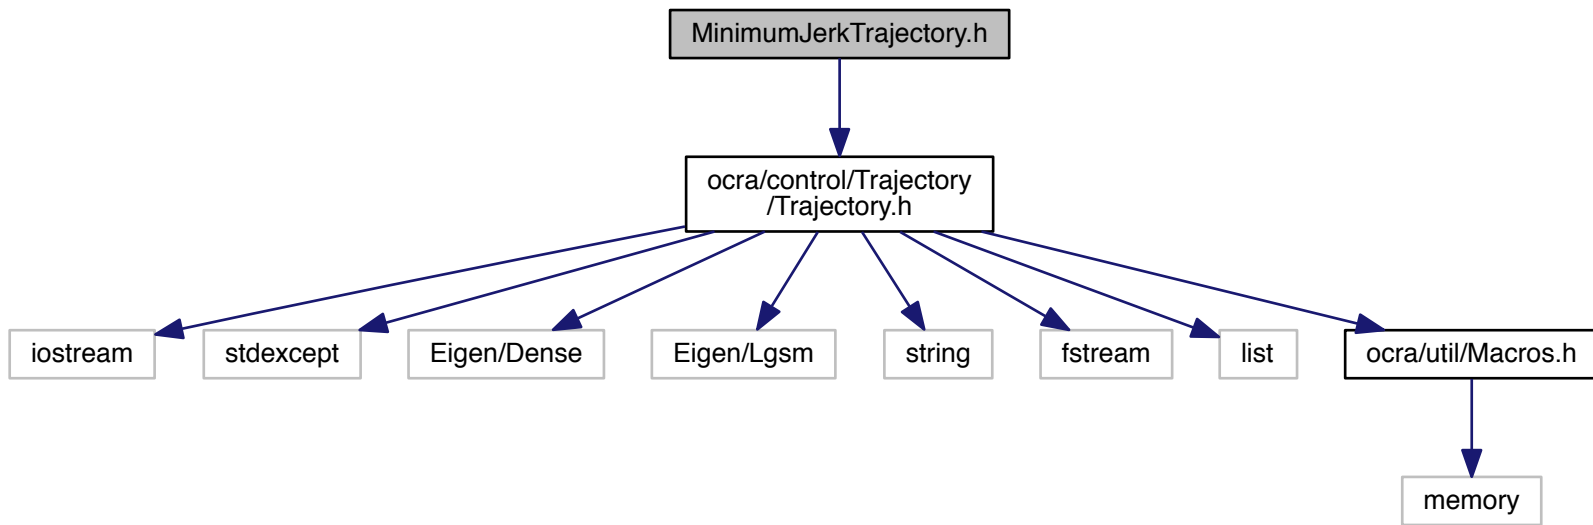 MinimumJerkTrajectory.h
ocra/control/Trajectory
/Trajectory.h
iostream
stdexcept
Eigen/Dense
Eigen/Lgsm
string
fstream
list
ocra/util/Macros.h
memory